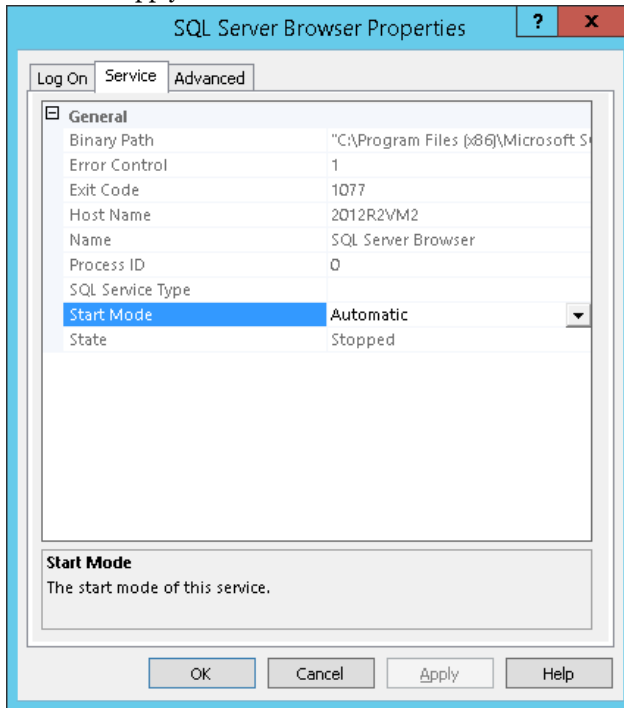 Apply
SQL Server Browser Properties
? x
Log On Service Advanced
General
Binary Path "C:\Program Files (x86)\Microsoft S
Error Control 1
Exit Code 1077
Host Name 2012R2VM2
Name SQL Server Browser
Process ID 0
SQL Service Type
Start Mode Automatic
State Stopped
Start Mode
The start mode of this service.
OK Cancel Apply Help